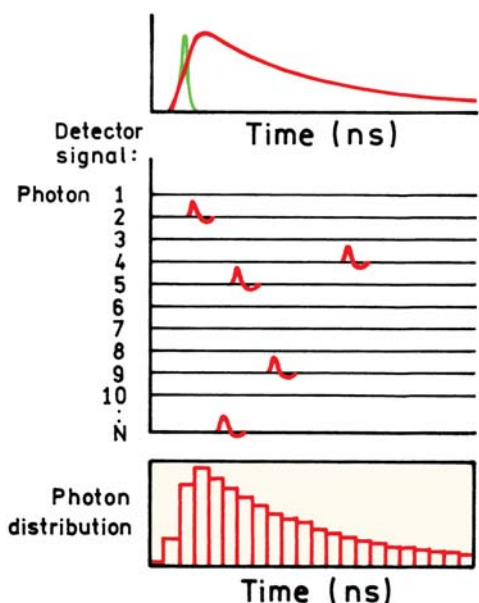 Time (ns)
Detector
signal:
Photon 1
2
3
4
5
6
7
8
9
10
:
N
Photon
distribution
Time (ns)